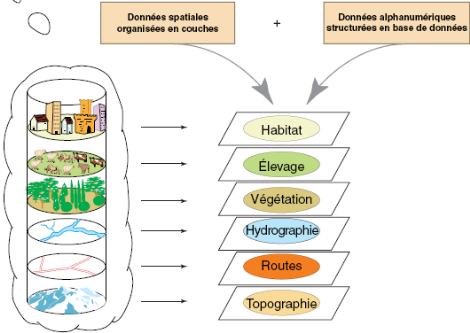 Données spatiales
organisées en couches
+
Données alphanumériques
structurées en base de données
Habitat
Élevage
Végétation
Hydrographie
Routes
Topographie